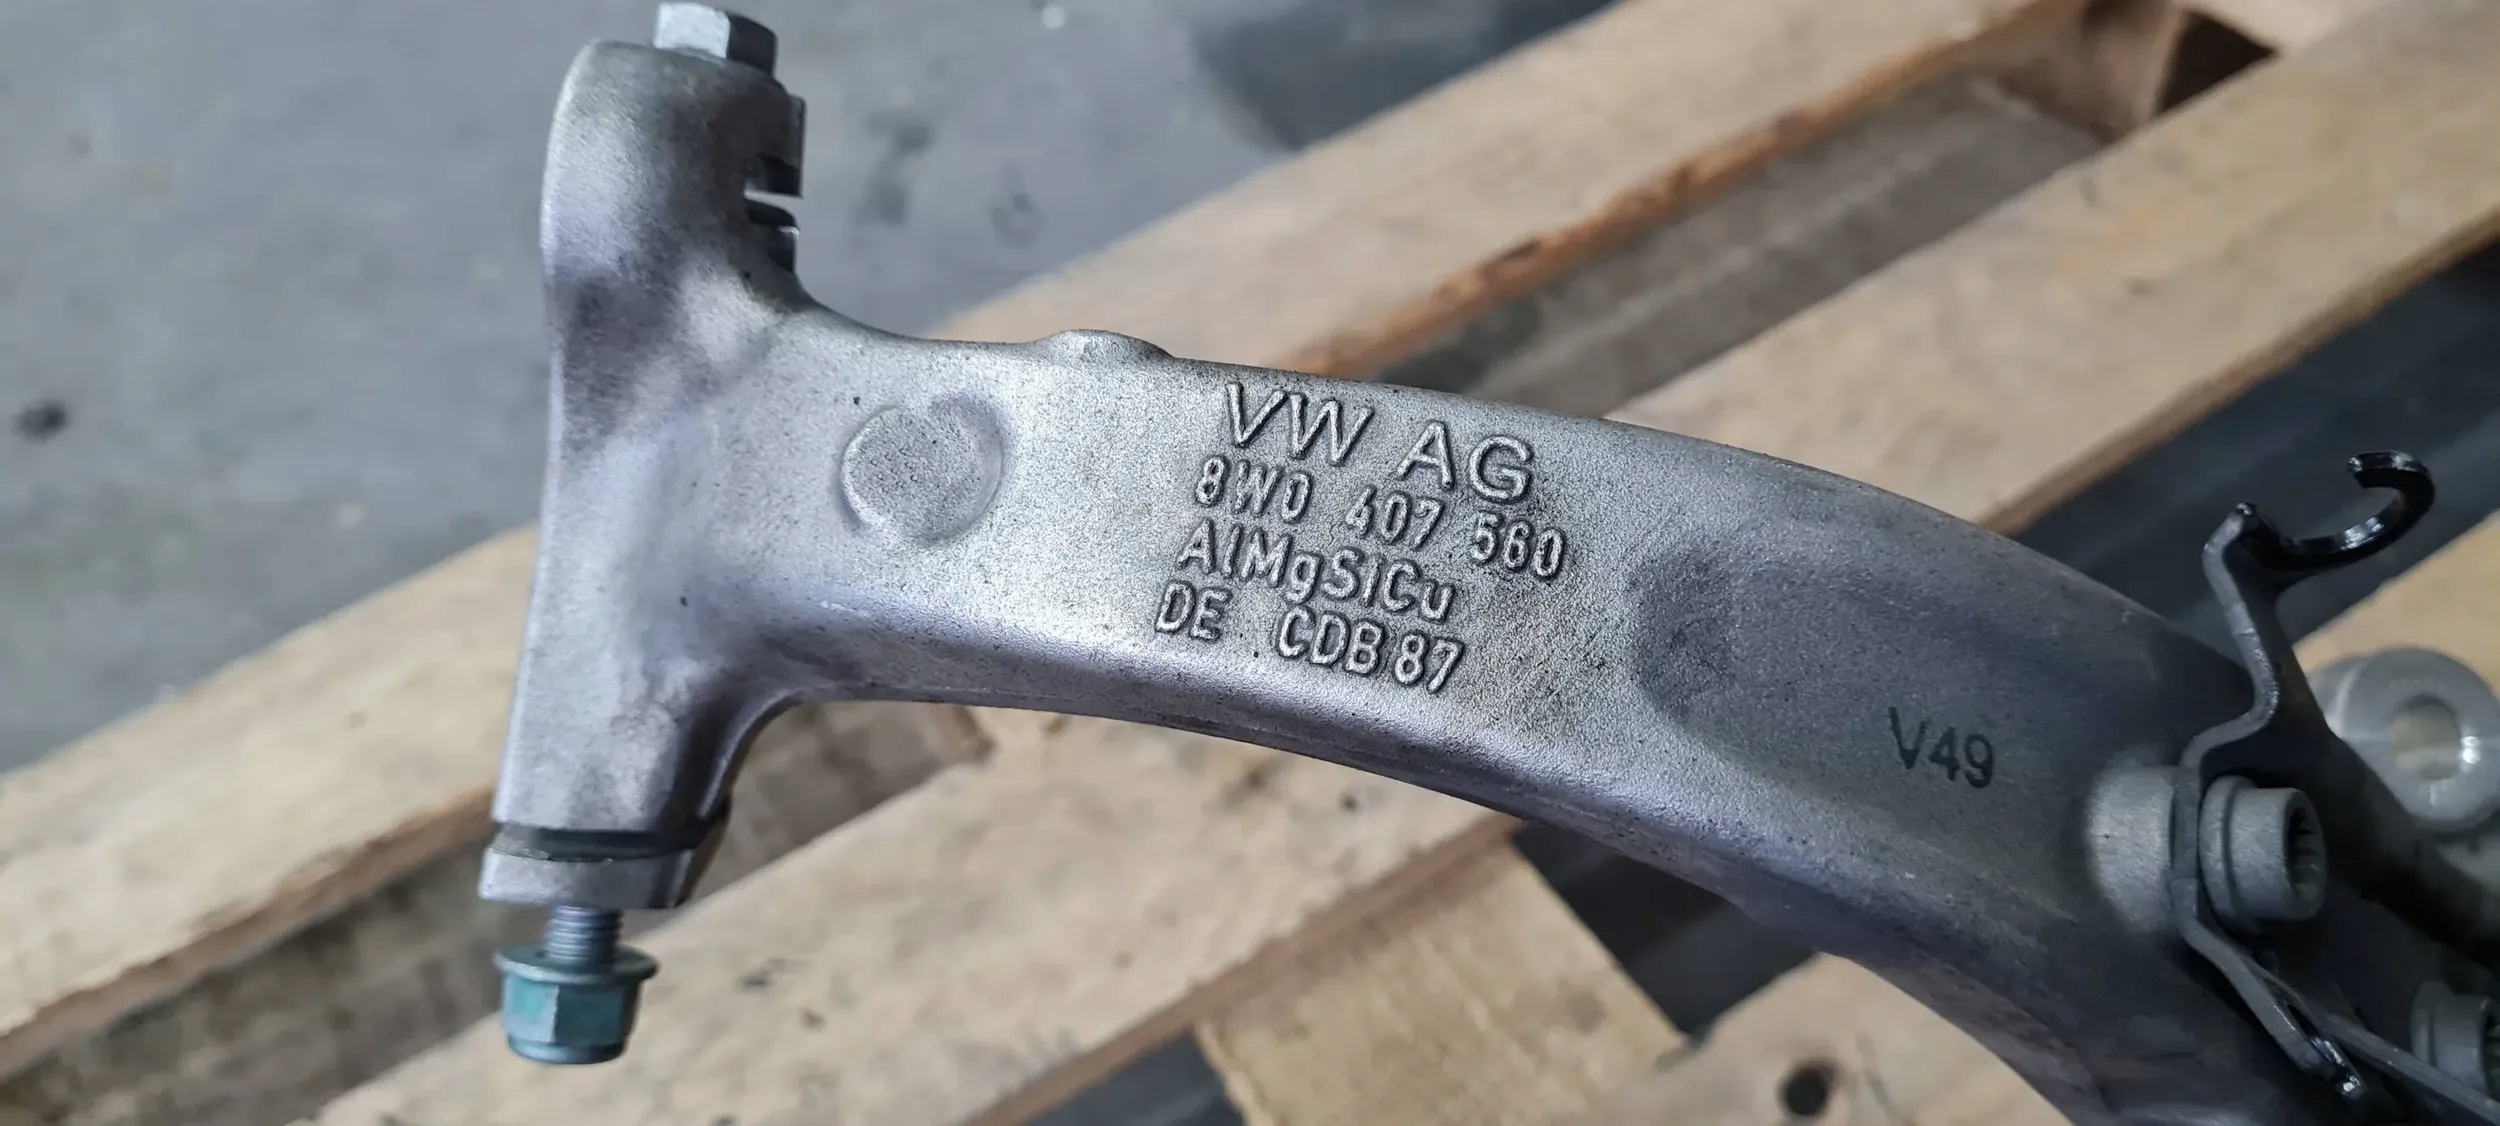 VW AG
8W0 407 560
AlMgSiCu
DE CDB 87
V49